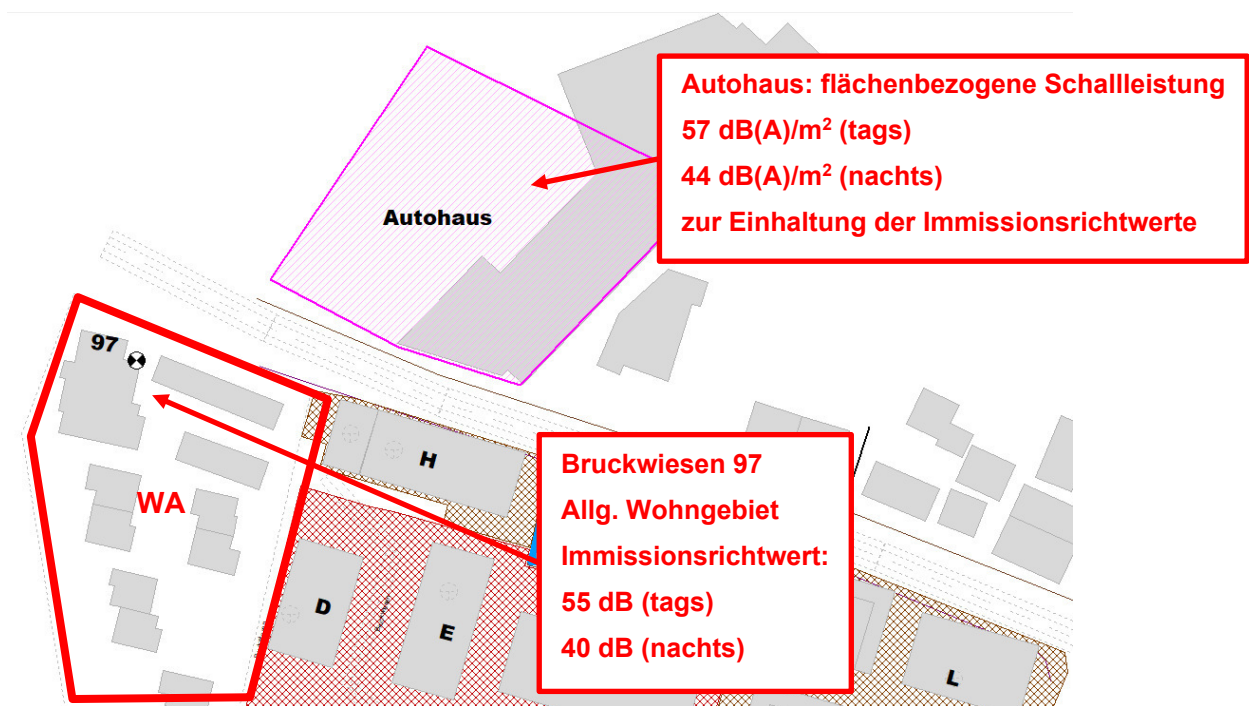 Autohaus: flächenbezogene Schallleistung
57 dB(A)/m² (tags)
44 dB(A)/m² (nachts)
zur Einhaltung der Immissionsrichtwerte
Autohaus
97
WA
H
Bruckwiesen 97
Allg. Wohngebiet
Immissionsrichtwert:
55 dB (tags)
40 dB (nachts)
D
E
L